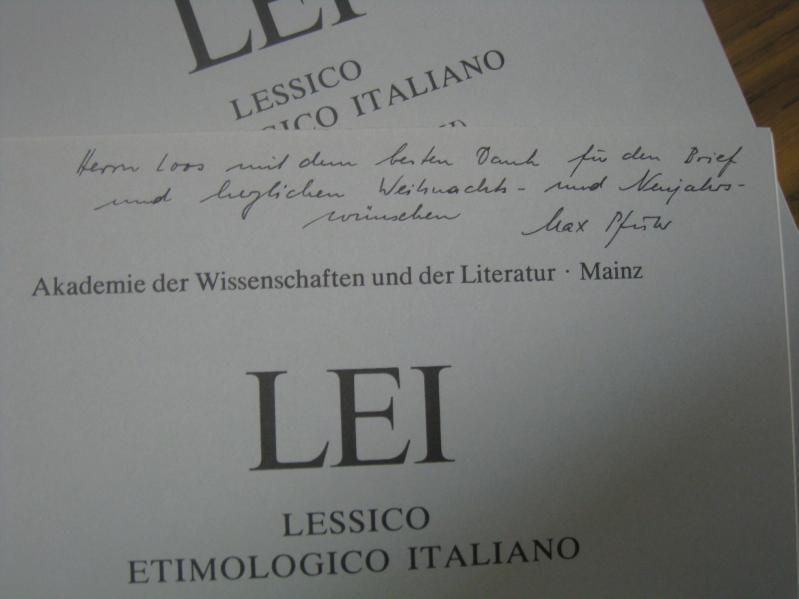 LEI
LESSICO
ICO ITALIANO
Herrn Loos mit dem besten Dank für den Brief
und herzlichen Weihnachts- und Neujahrs-
wünschen Max Pfister
Akademie der Wissenschaften und der Literatur · Mainz
LEI
LESSICO
ETIMOLOGICO ITALIANO